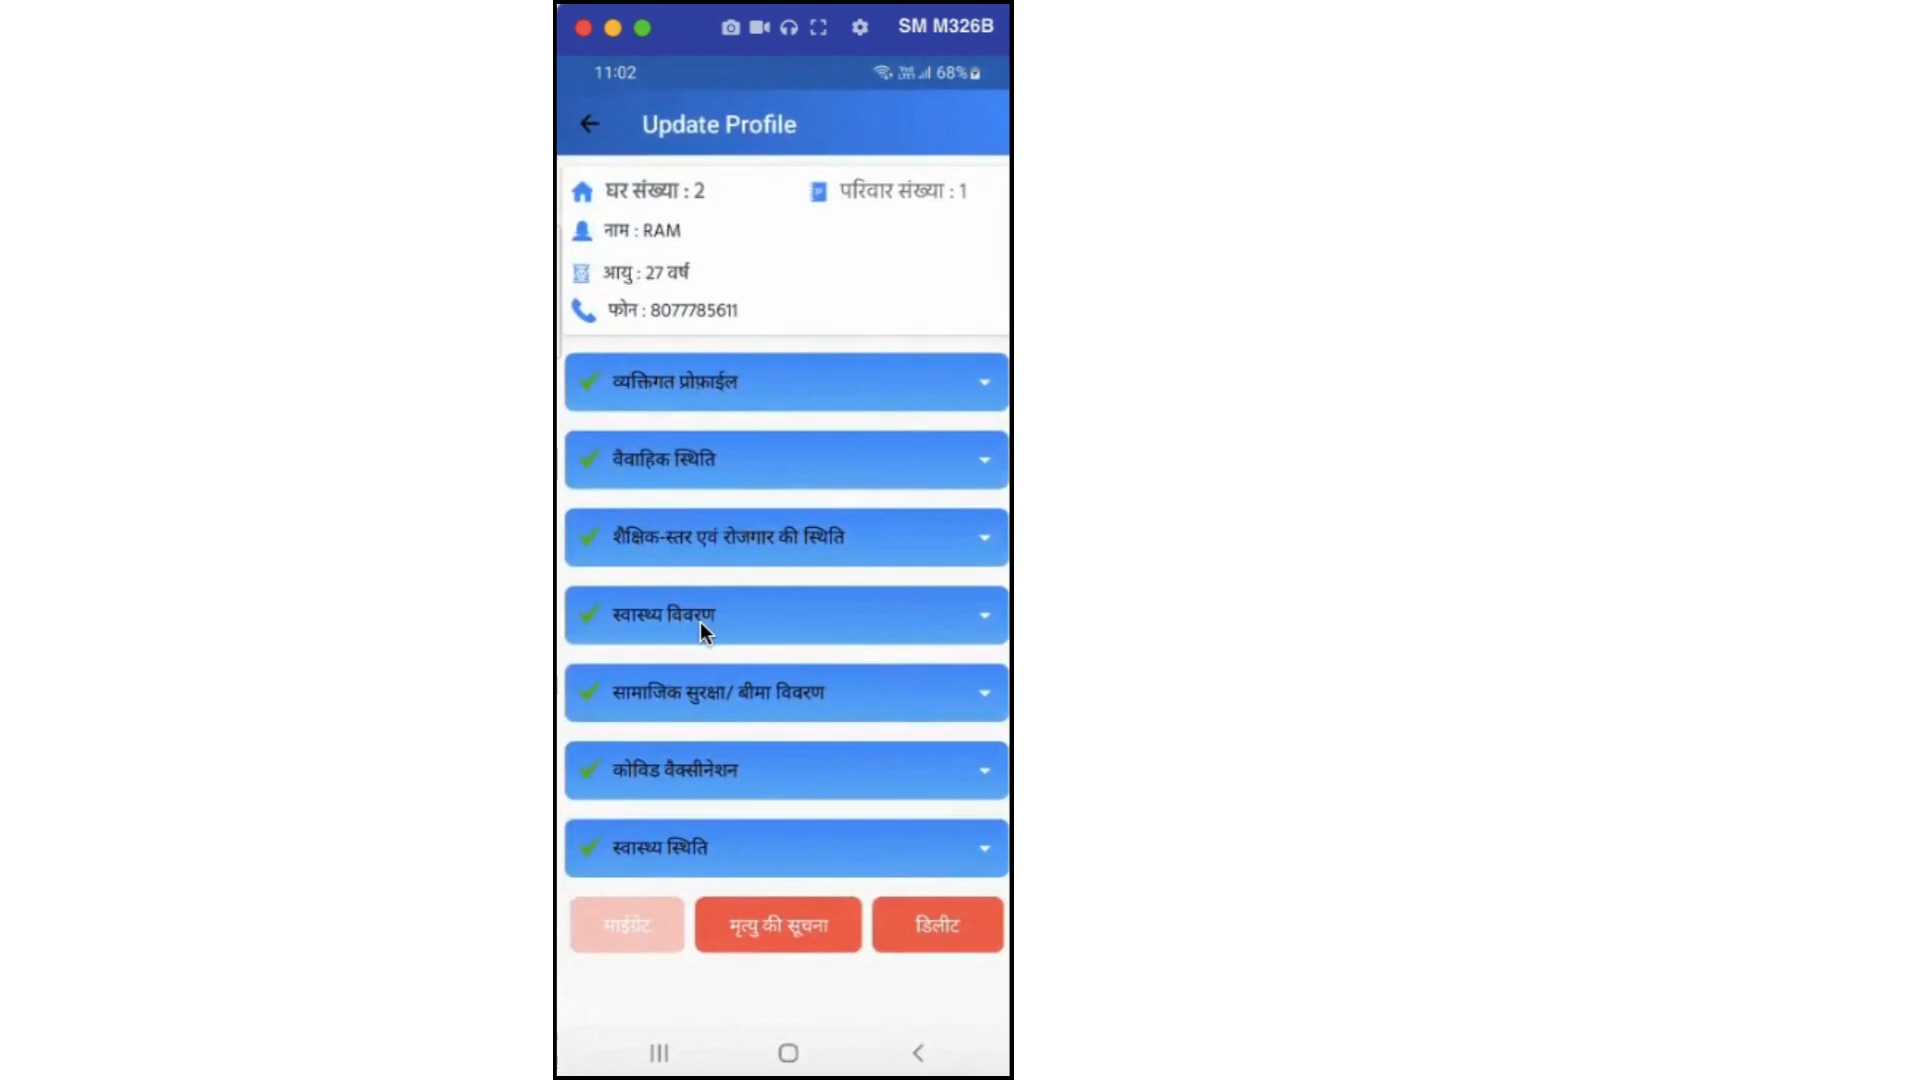 SM M326B
11:02 68%
Update Profile
घर संख्या : 2 परिवार संख्या : 1
नाम : RAM
आयु : 27 वर्ष
फोन : 8077785611
व्यक्तिगत प्रोफ़ाईल
वैवाहिक स्थिति
शैक्षिक-स्तर एवं रोजगार की स्थिति
स्वास्थ्य विवरण
सामाजिक सुरक्षा/ बीमा विवरण
कोविड वैक्सीनेशन
स्वास्थ्य स्थिति
माईग्रेट मृत्यु की सूचना डिलीट